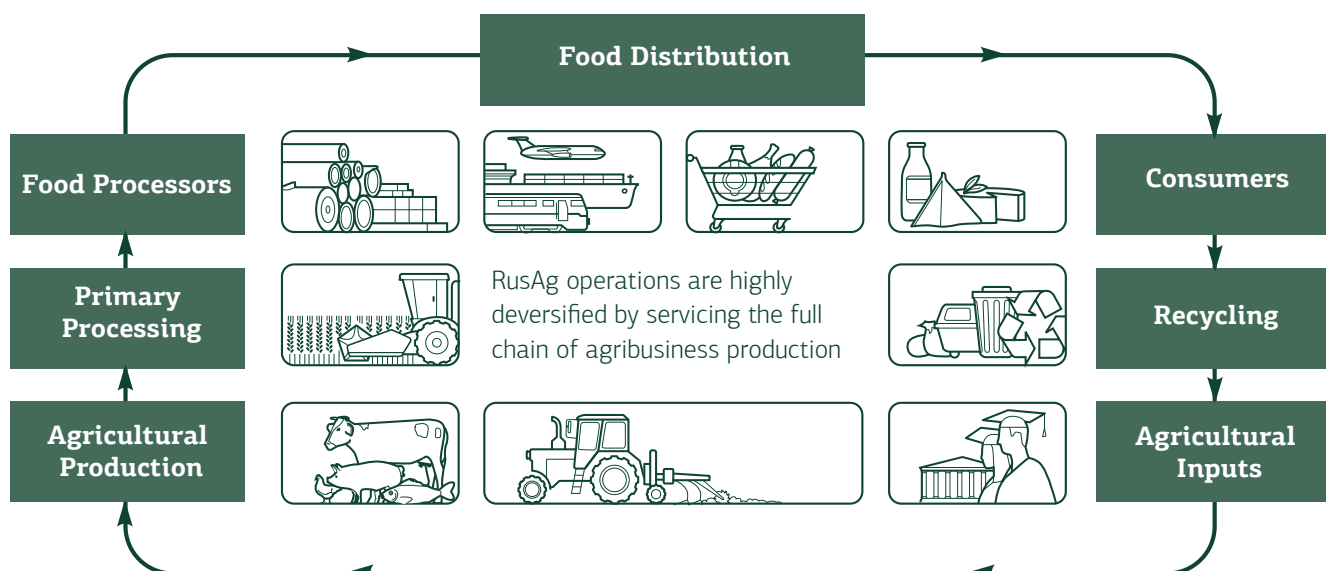 Food Distribution
Food Processors
Consumers
Primary
Processing
RusAg operations are highly
deversified by servicing the full
chain of agribusiness production
Recycling
Agricultural
Production
Agricultural
Inputs